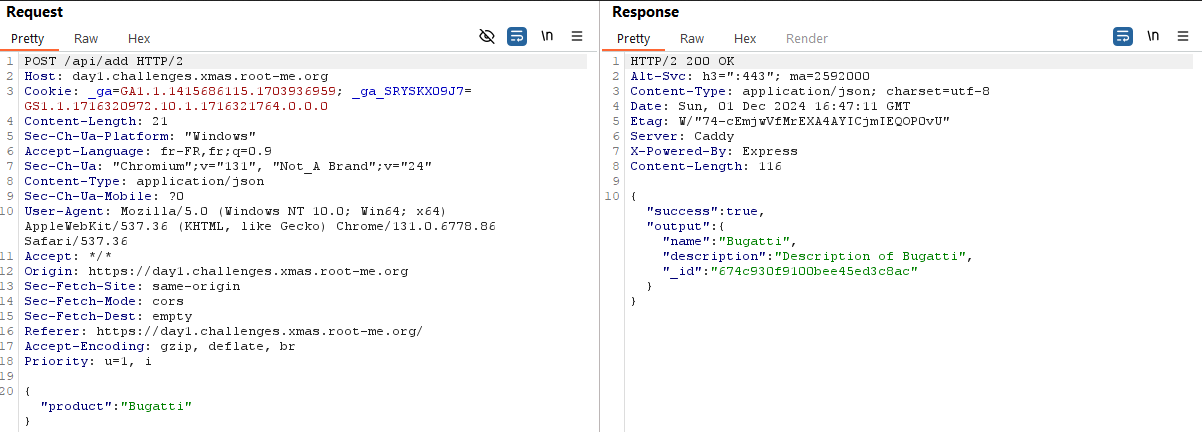 Request
Pretty Raw Hex \n
1 POST /api/add HTTP/2
2 Host: day1.challenges.xmas.root-me.org
3 Cookie: _ga=GA1.1.1415686115.1703936959; _ga_SRYSKX09J7=
GS1.1.1716320972.10.1.1716321764.0.0.0
4 Content-Length: 21
5 Sec-Ch-Ua-Platform: "Windows"
6 Accept-Language: fr-FR,fr;q=0.9
7 Sec-Ch-Ua: "Chromium";v="131", "Not_A Brand";v="24"
8 Content-Type: application/json
9 Sec-Ch-Ua-Mobile: ?0
10 User-Agent: Mozilla/5.0 (Windows NT 10.0; Win64; x64)
AppleWebKit/537.36 (KHTML, like Gecko) Chrome/131.0.6778.86
Safari/537.36
11 Accept: */*
12 Origin: https://day1.challenges.xmas.root-me.org
13 Sec-Fetch-Site: same-origin
14 Sec-Fetch-Mode: cors
15 Sec-Fetch-Dest: empty
16 Referer: https://day1.challenges.xmas.root-me.org/
17 Accept-Encoding: gzip, deflate, br
18 Priority: u=1, i
19
20 {
"product":"Bugatti"
}
Response
Pretty Raw Hex Render \n
1 HTTP/2 200 OK
2 Alt-Svc: h3=":443"; ma=2592000
3 Content-Type: application/json; charset=utf-8
4 Date: Sun, 01 Dec 2024 16:47:11 GMT
5 Etag: W/"74-cEmjwVfMrEXA4AYICjmIEQOP0vU"
6 Server: Caddy
7 X-Powered-By: Express
8 Content-Length: 116
9
10 {
"success":true,
"output":{
"name":"Bugatti",
"description":"Description of Bugatti",
"_id":"674c930f9100bee45ed3c8ac"
}
}